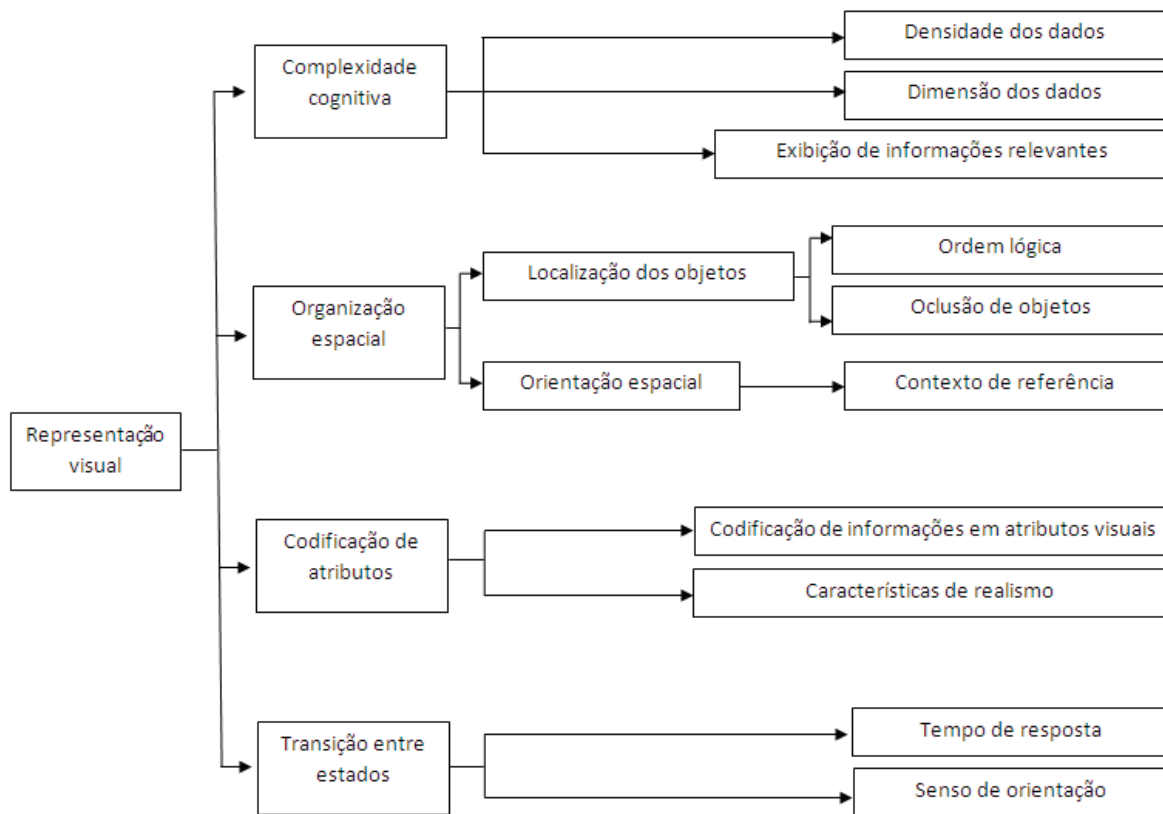 Densidade dos dados
Complexidade
cognitiva
Dimensão dos dados
Exibição de informações relevantes
Ordem lógica
Localização dos objetos
Organização
espacial
Oclusão de objetos
Orientação espacial
Contexto de referência
Representação
visual
Codificação de informações em atributos visuais
Codificação de
atributos
Características de realismo
Tempo de resposta
Transição entre
estados
Senso de orientação